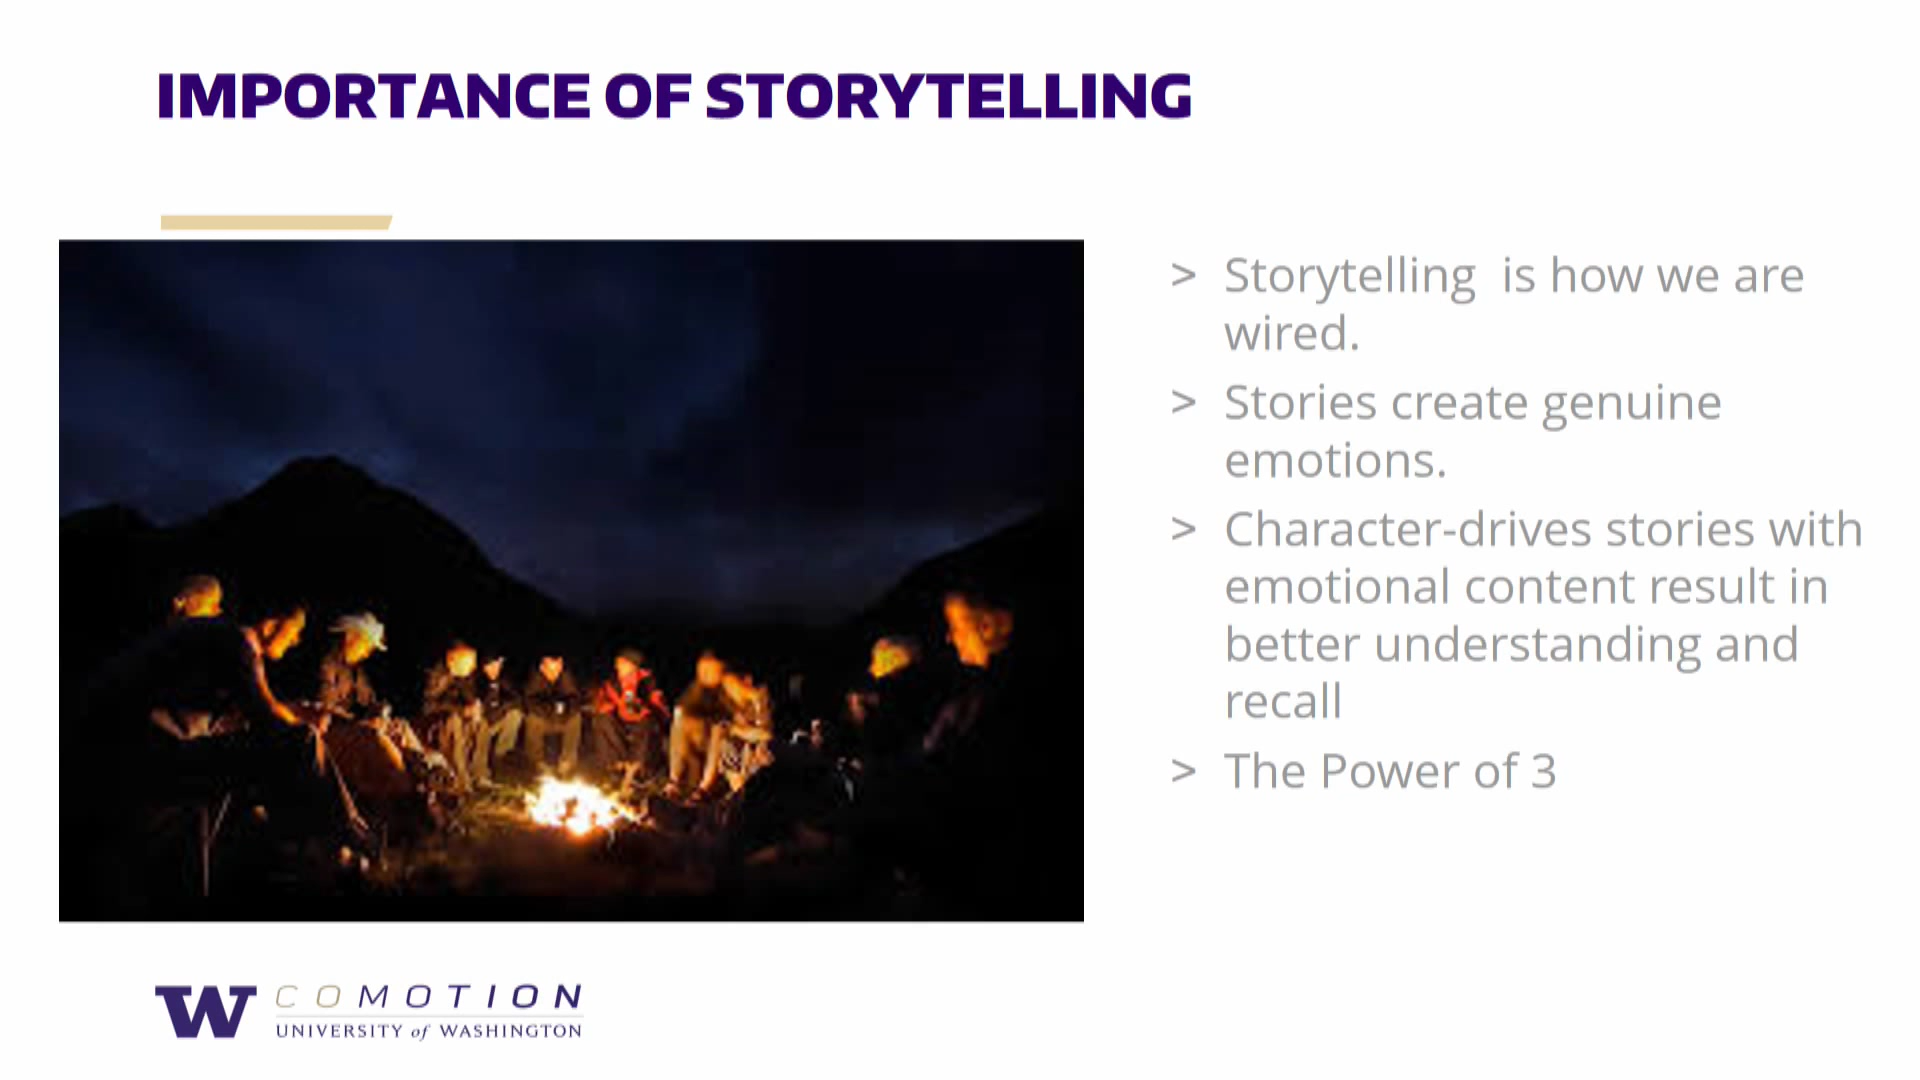 IMPORTANCE OF STORYTELLING
> Storytelling  is how we are
wired.
> Stories create genuine
emotions.
> Character-drives stories with
emotional content result in
better understanding and
recall
> The Power of 3
W COMOTION
UNIVERSITY of WASHINGTON